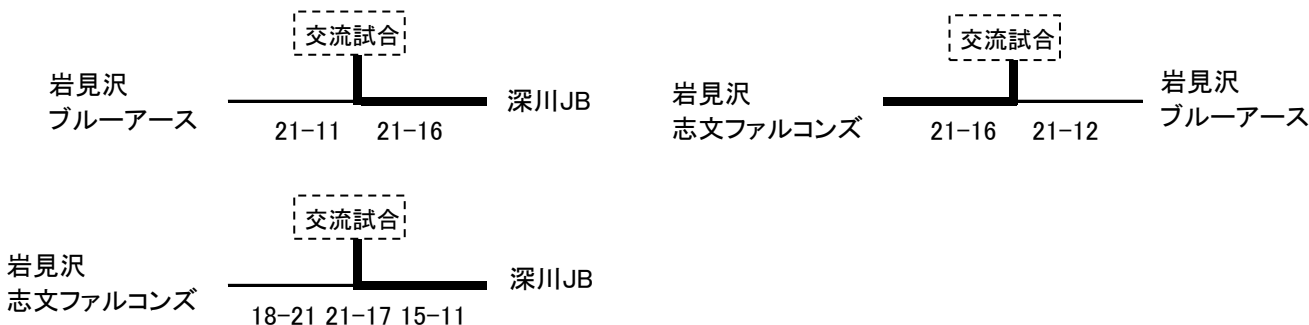 交流試合
岩見沢
ブルーアース
深川JB
21-11 21-16
交流試合
岩見沢
志文ファルコンズ
岩見沢
ブルーアース
21-16 21-12
交流試合
岩見沢
志文ファルコンズ
深川JB
18-21 21-17 15-11